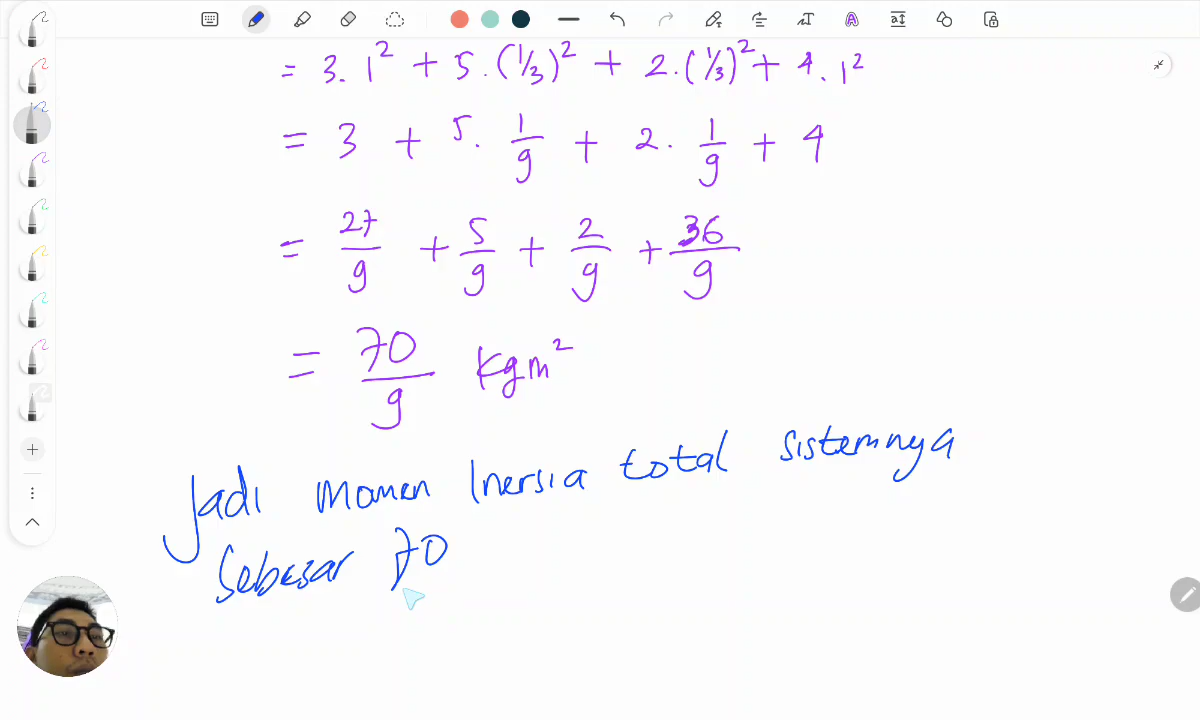 = 3. 1² + 5. (1/3)² + 2. (1/3)² + 4. 1²
= 3 + 5. 1/9 + 2. 1/9 + 4
= 27/9 + 5/9 + 2/9 + 36/9
= 70/9 kgm²
Jadi momen Inersia total sistemnya
Sebesar 70